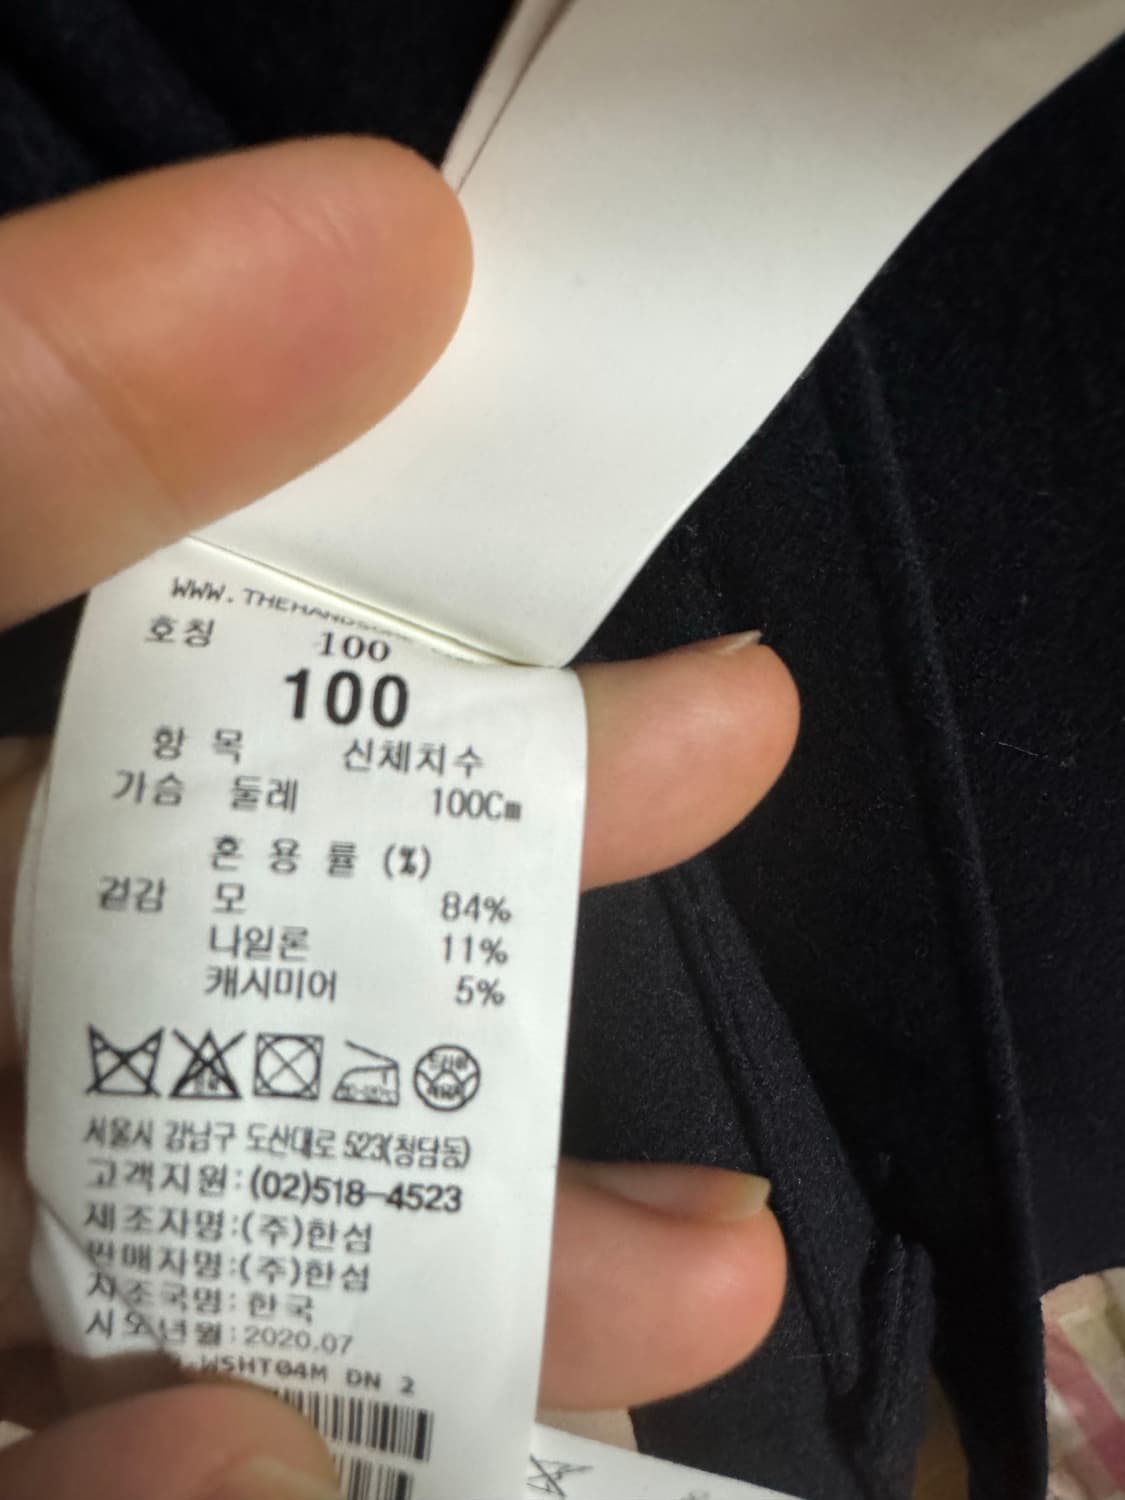 WWW.THEHANDSOME
호칭 100
100
항 목 신체치수
가슴 둘레 100Cm
혼 용 률 (%)
겉감 모 84%
나일론 11%
캐시미어 5%
서울시 강남구 도산대로 523(청담동)
고객지원:(02)518-4523
제조자명:(주)한섬
판매자명:(주)한섬
제조국명:한국
년월:2020.07
WSHT04M DN 2